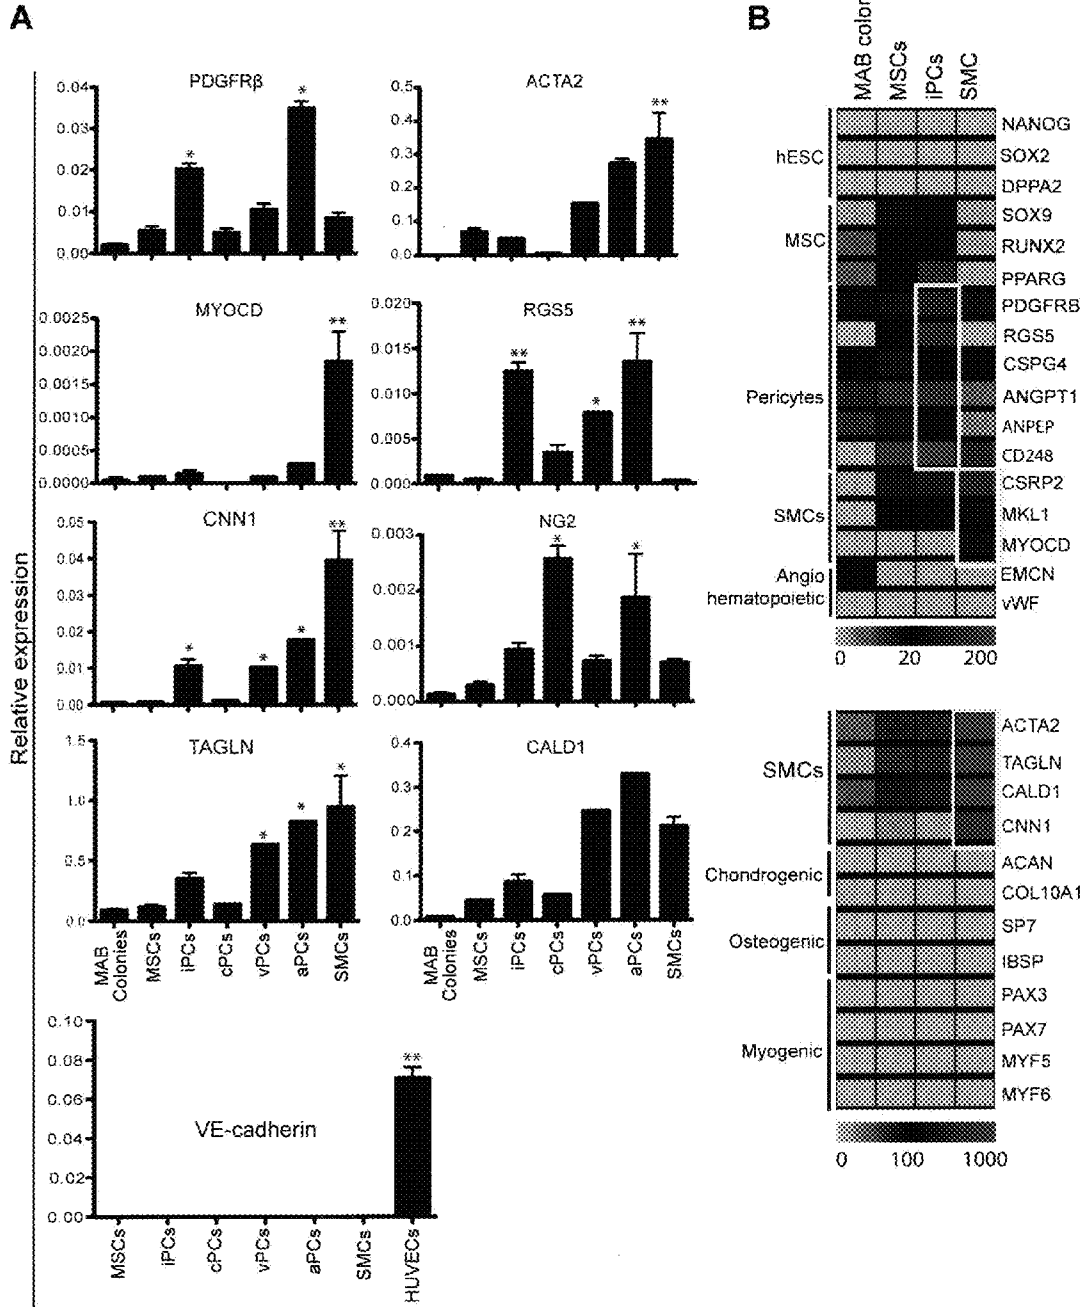 A
Relative expression
PDGFRβ
0.04
0.03
0.02
0.01
0.00
*
*
ACTA2
0.5
0.4
0.3
0.2
0.1
0.0
**
MYOCD
0.0025
0.0020
0.0015
0.0010
0.0005
0.0000
**
RGS5
0.020
0.015
0.010
0.005
0.000
**
*
**
CNN1
0.05
0.04
0.03
0.02
0.01
0.00
*
*
*
**
NG2
0.003
0.002
0.001
0.000
*
*
TAGLN
1.5
1.0
0.5
0.0
*
*
*
MAB
Colonies
MSCs
iPCs
cPCs
vPCs
aPCs
SMCs
CALD1
0.4
0.3
0.2
0.1
0.0
MAB
Colonies
MSCs
iPCs
cPCs
vPCs
aPCs
SMCs
VE-cadherin
0.10
0.08
0.06
0.04
0.02
0.00
**
MSCs
iPCs
cPCs
vPCs
aPCs
SMCs
HUVECs
B
MAB
MSCs
iPCs
SMC
hESC
NANOG
SOX2
DPPA2
MSC
SOX9
RUNX2
PPARG
Pericytes
PDGFRB
RGS5
CSPG4
ANGPT1
ANPEP
CD248
SMCs
CSRP2
MKL1
MYOCD
Angio
hematopoietic
EMCN
vWF
0 20 200
SMCs
ACTA2
TAGLN
CALD1
CNN1
Chondrogenic
ACAN
COL10A1
Osteogenic
SP7
IBSP
Myogenic
PAX3
PAX7
MYF5
MYF6
0 100 1000